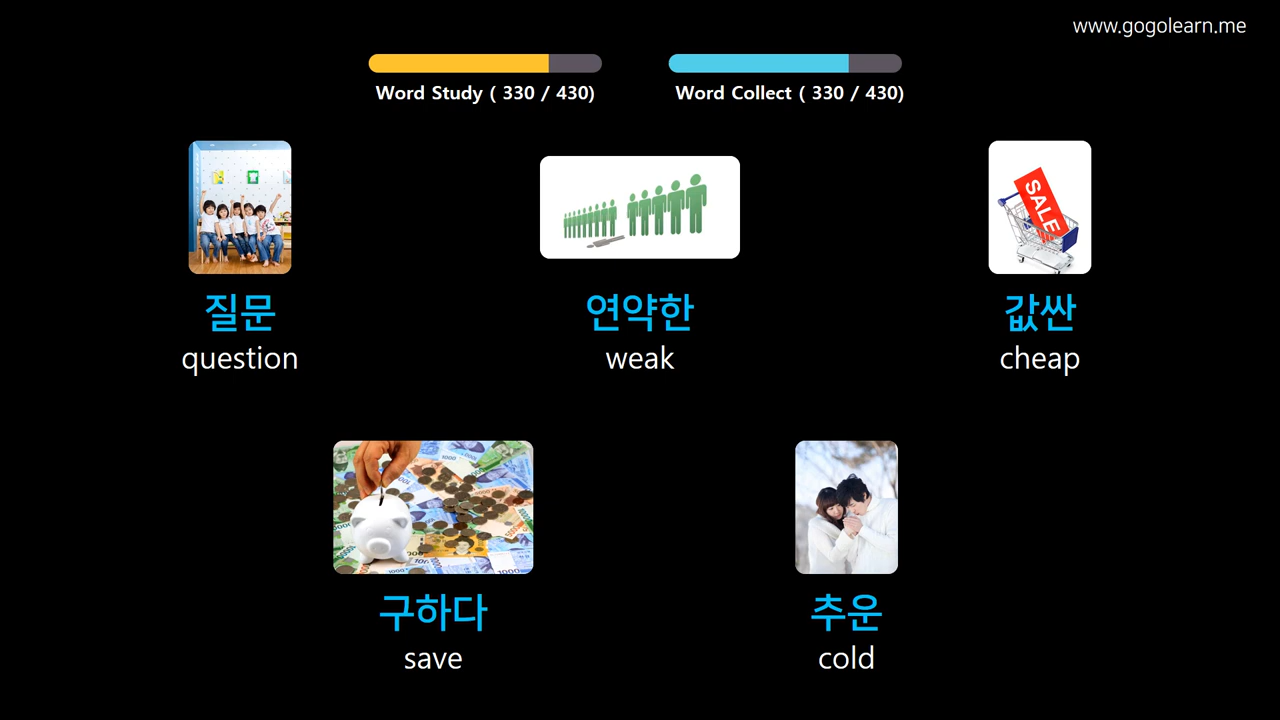 www.gogolearn.me
Word Study ( 330 / 430)
Word Collect ( 330 / 430)
SALE
질문
question
연약한
weak
값싼
cheap
구하다
save
추운
cold